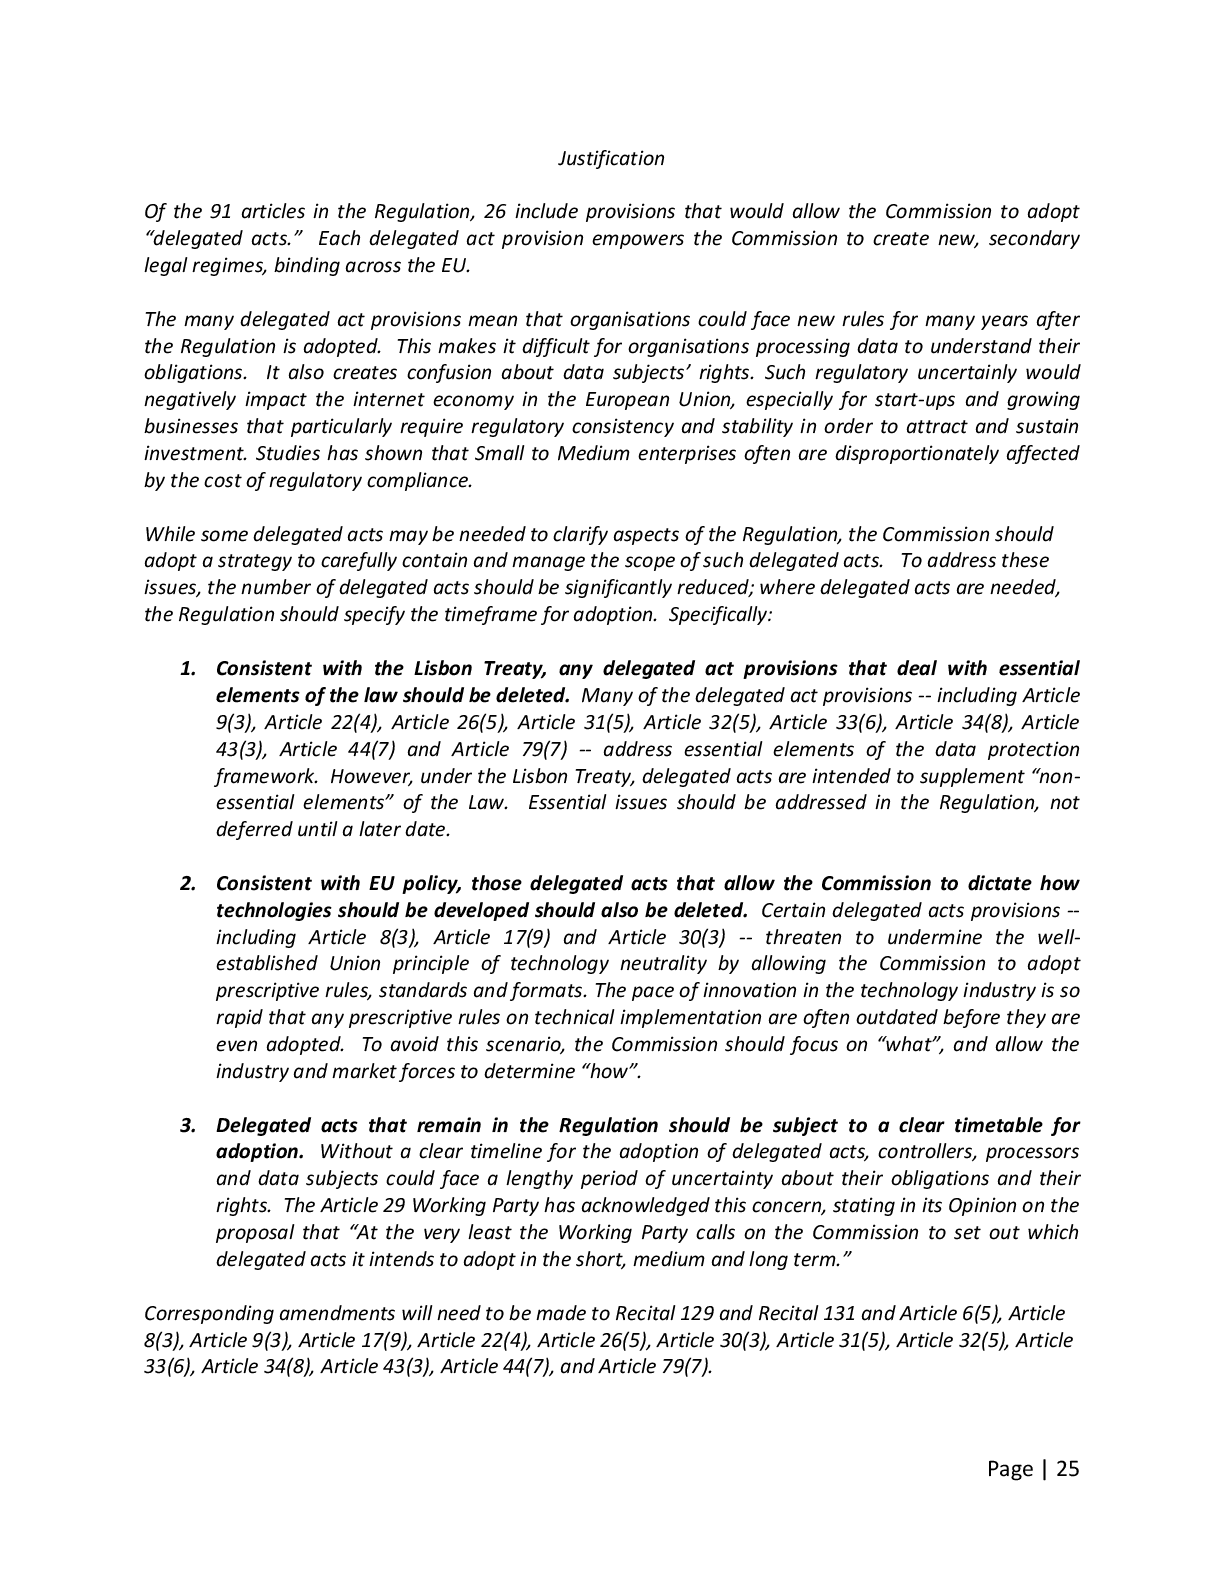 Justification
Of the 91 articles in the Regulation, 26 include provisions that would allow the Commission to adopt
“delegated acts.”  Each delegated act provision empowers the Commission to create new, secondary
legal regimes, binding across the EU.
The many delegated act provisions mean that organisations could face new rules for many years after
the Regulation is adopted.  This makes it difficult for organisations processing data to understand their
obligations.  It also creates confusion about data subjects’ rights. Such regulatory uncertainly would
negatively impact the internet economy in the European Union, especially for start-ups and growing
businesses that particularly require regulatory consistency and stability in order to attract and sustain
investment. Studies has shown that Small to Medium enterprises often are disproportionately affected
by the cost of regulatory compliance.
While some delegated acts may be needed to clarify aspects of the Regulation, the Commission should
adopt a strategy to carefully contain and manage the scope of such delegated acts.   To address these
issues, the number of delegated acts should be significantly reduced; where delegated acts are needed,
the Regulation should specify the timeframe for adoption.  Specifically:
1. Consistent with the Lisbon Treaty, any delegated act provisions that deal with essential
elements of the law should be deleted.  Many of the delegated act provisions -- including Article
9(3), Article 22(4), Article 26(5), Article 31(5), Article 32(5), Article 33(6), Article 34(8), Article
43(3), Article 44(7) and Article 79(7) -- address essential elements of the data protection
framework.  However, under the Lisbon Treaty, delegated acts are intended to supplement “non-
essential elements” of the Law.  Essential issues should be addressed in the Regulation, not
deferred until a later date.
2. Consistent with EU policy, those delegated acts that allow the Commission to dictate how
technologies should be developed should also be deleted.  Certain delegated acts provisions --
including Article 8(3), Article 17(9) and Article 30(3) -- threaten to undermine the well-
established Union principle of technology neutrality by allowing the Commission to adopt
prescriptive rules, standards and formats. The pace of innovation in the technology industry is so
rapid that any prescriptive rules on technical implementation are often outdated before they are
even adopted.  To avoid this scenario, the Commission should focus on “what”, and allow the
industry and market forces to determine “how”.
3. Delegated acts that remain in the Regulation should be subject to a clear timetable for
adoption.  Without a clear timeline for the adoption of delegated acts, controllers, processors
and data subjects could face a lengthy period of uncertainty about their obligations and their
rights.  The Article 29 Working Party has acknowledged this concern, stating in its Opinion on the
proposal that “At the very least the Working Party calls on the Commission to set out which
delegated acts it intends to adopt in the short, medium and long term.”
Corresponding amendments will need to be made to Recital 129 and Recital 131 and Article 6(5), Article
8(3), Article 9(3), Article 17(9), Article 22(4), Article 26(5), Article 30(3), Article 31(5), Article 32(5), Article
33(6), Article 34(8), Article 43(3), Article 44(7), and Article 79(7).
Page | 25